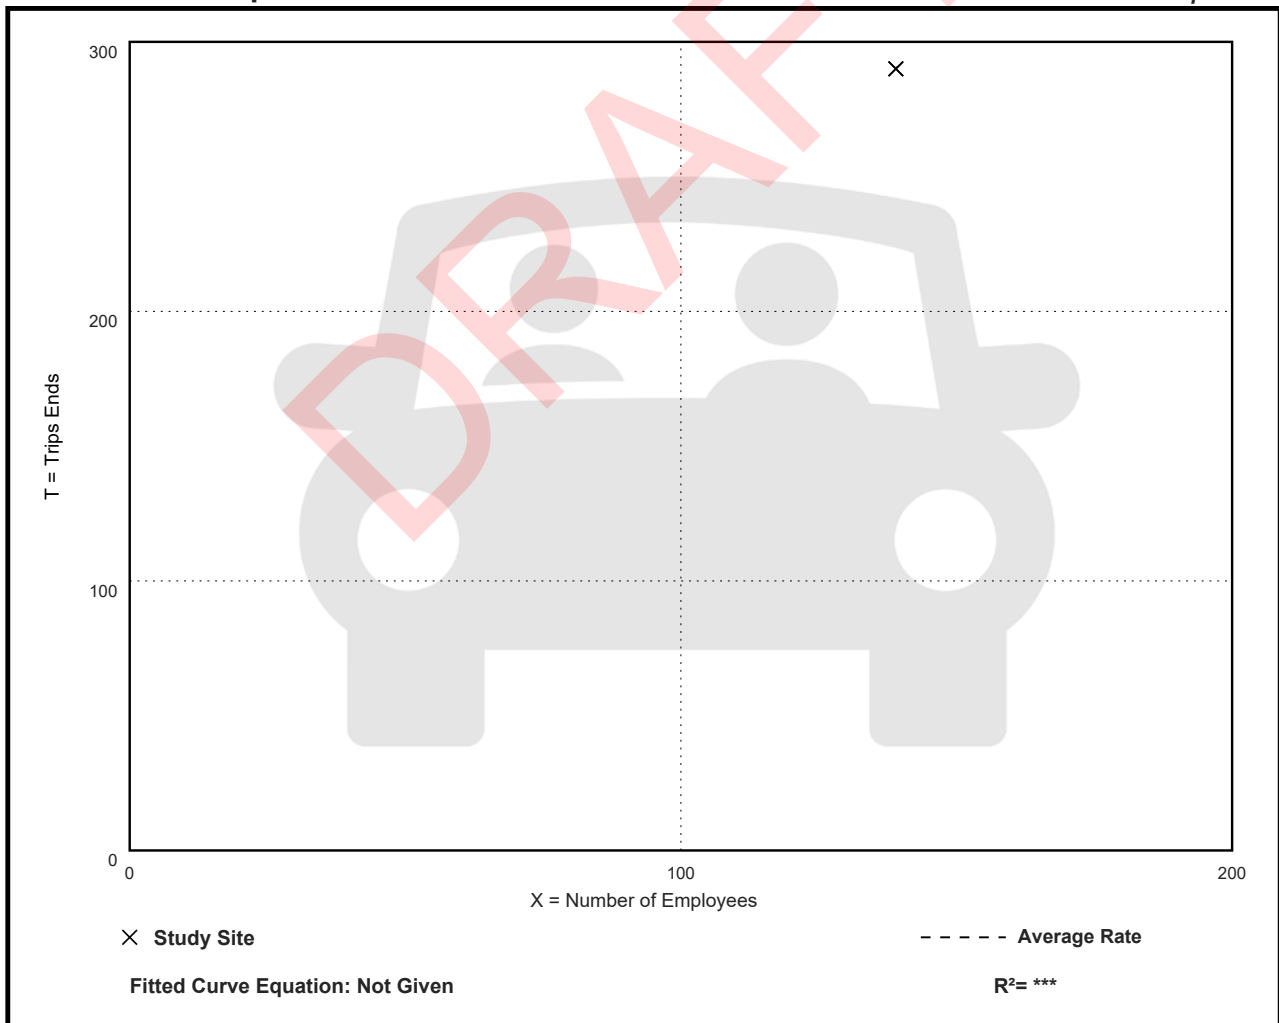 300
200
100
0
T = Trips Ends
0 100 200
X = Number of Employees
Study Site
Average Rate
Fitted Curve Equation: Not Given
R²= ***